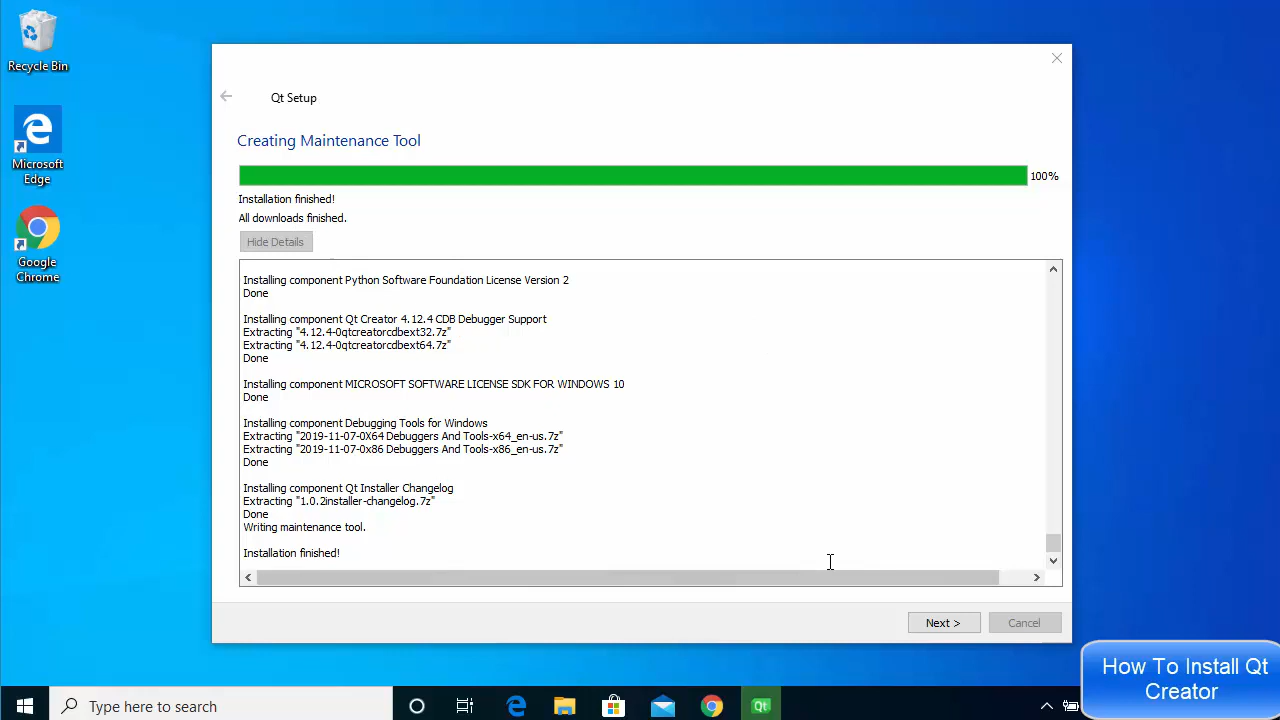 Recycle Bin
Microsoft
Edge
Google
Chrome
Qt Setup
Creating Maintenance Tool
100%
Installation finished!
All downloads finished.
Hide Details
Installing component Python Software Foundation License Version 2
Done
Installing component Qt Creator 4.12.4 CDB Debugger Support
Extracting "4.12.4-0qtcreatorcdbext32.7z"
Extracting "4.12.4-0qtcreatorcdbext64.7z"
Done
Installing component MICROSOFT SOFTWARE LICENSE SDK FOR WINDOWS 10
Done
Installing component Debugging Tools for Windows
Extracting "2019-11-07-0X64 Debuggers And Tools-x64_en-us.7z"
Extracting "2019-11-07-0x86 Debuggers And Tools-x86_en-us.7z"
Done
Installing component Qt Installer Changelog
Extracting "1.0.2installer-changelog.7z"
Done
Writing maintenance tool.
Installation finished!
Next >
Cancel
How To Install Qt
Creator
Type here to search
Qt